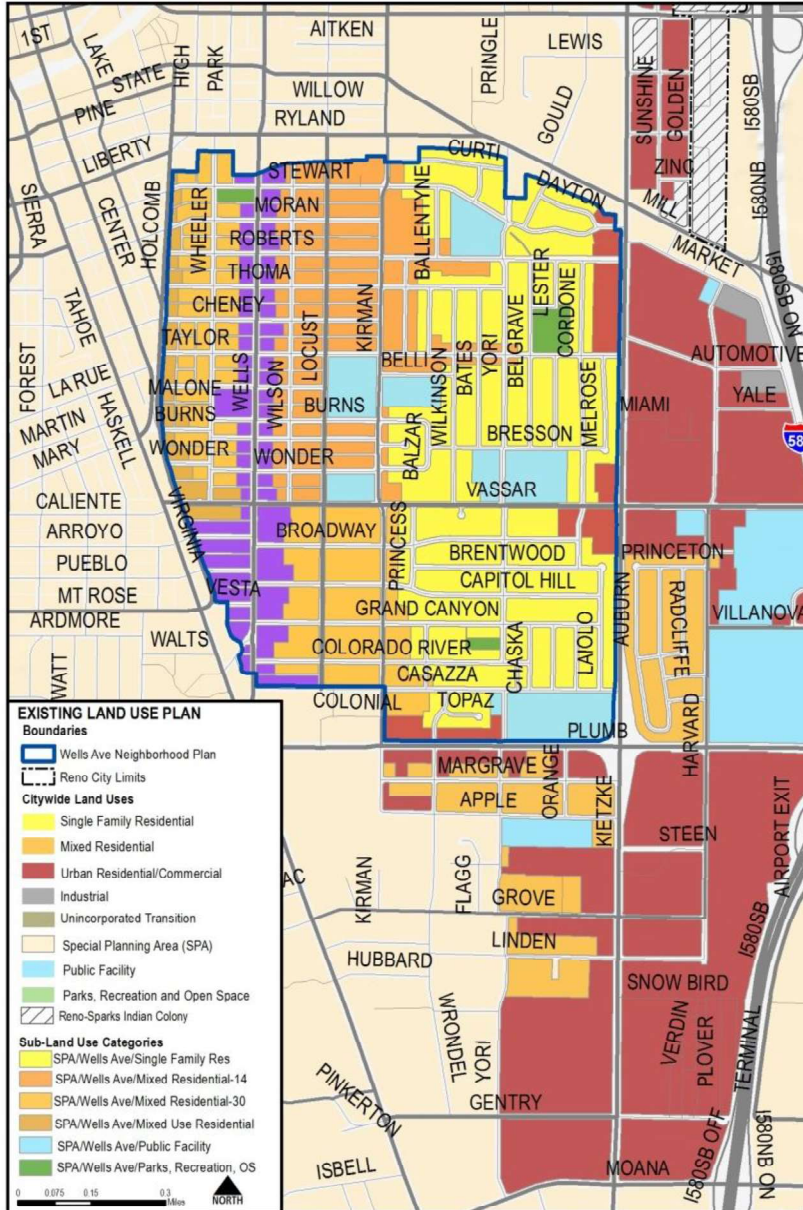 AITKEN
1ST
LAKE
HIGH
PARK
PRINGLE
LEWIS
STATE
PINE
WILLOW
RYLAND
GOULD
SUNSHINE
GOLDEN
I580SB
LIBERTY
CURTI
STEWART
ZINC
I580NB
SIERRA
CENTER
HOLCOMB
WHEELER
MORAN
BALLENTYNE
DAYTON
MILL
ROBERTS
MARKET
THOMA
LESTER
I580SB ON
TAHOE
CHENEY
KIRMAN
CORDONE
TAYLOR
LOCUST
BELLI
WILKINSON
BATES
YORI
BELGRAVE
AUTOMOTIVE
FOREST
LA RUE
MALONE
WELLS
WILSON
YALE
MARTIN
HASKELL
BURNS
BURNS
MELROSE
MIAMI
MARY
WONDER
WONDER
BALZAR
BRESSON
58
CALIENTE
VIRGINIA
VASSAR
ARROYO
BROADWAY
PRINCESS
PUEBLO
BRENTWOOD
PRINCETON
MT ROSE
VESTA
CAPITOL HILL
AUBURN
RADCLIFFE
ARDMORE
GRAND CANYON
VILLANOVA
WALTS
COLORADO RIVER
CHASKA
LAIOLO
WATT
CASAZZA
COLONIAL
TOPAZ
PLUMB
HARVARD
MARGRAVE
ORANGE
APPLE
KIETZKE
STEEN
AIRPORT EXIT
AC
KIRMAN
FLAGG
GROVE
I580SB
LINDEN
HUBBARD
SNOW BIRD
WRONDEL
YORI
VERDIN
PLOVER
TERMINAL
PINKERTON
GENTRY
I580SB OFF
I580NB ON
ISBELL
MOANA
EXISTING LAND USE PLAN
Boundaries
Wells Ave Neighborhood Plan
Reno City Limits
Citywide Land Uses
Single Family Residential
Mixed Residential
Urban Residential/Commercial
Industrial
Unincorporated Transition
Special Planning Area (SPA)
Public Facility
Parks, Recreation and Open Space
Reno-Sparks Indian Colony
Sub-Land Use Categories
SPA/Wells Ave/Single Family Res
SPA/Wells Ave/Mixed Residential-14
SPA/Wells Ave/Mixed Residential-30
SPA/Wells Ave/Mixed Use Residential
SPA/Wells Ave/Public Facility
SPA/Wells Ave/Parks, Recreation, OS
0 0.075 0.15 0.3
Miles
NORTH